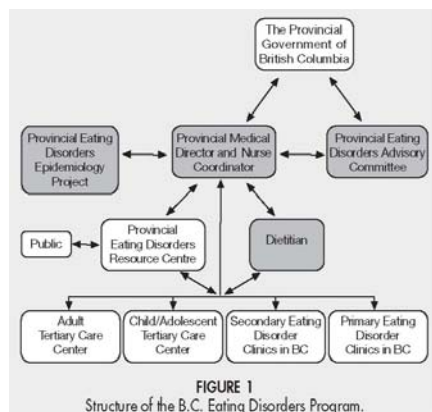 The Provincial
Government of
British Columbia
Provincial Eating
Disorders
Epidemiology
Project
Provincial Medical
Director and Nurse
Coordinator
Provincial Eating
Disorders Advisory
Committee
Public
Provincial
Eating Disorders
Resource Centre
Dietitian
Adult
Tertiary Care
Center
Child/Adolescent
Tertiary Care
Center
Secondary Eating
Disorder
Clinics in BC
Primary Eating
Disorder
Clinics in BC
FIGURE 1
Structure of the B.C. Eating Disorders Program.